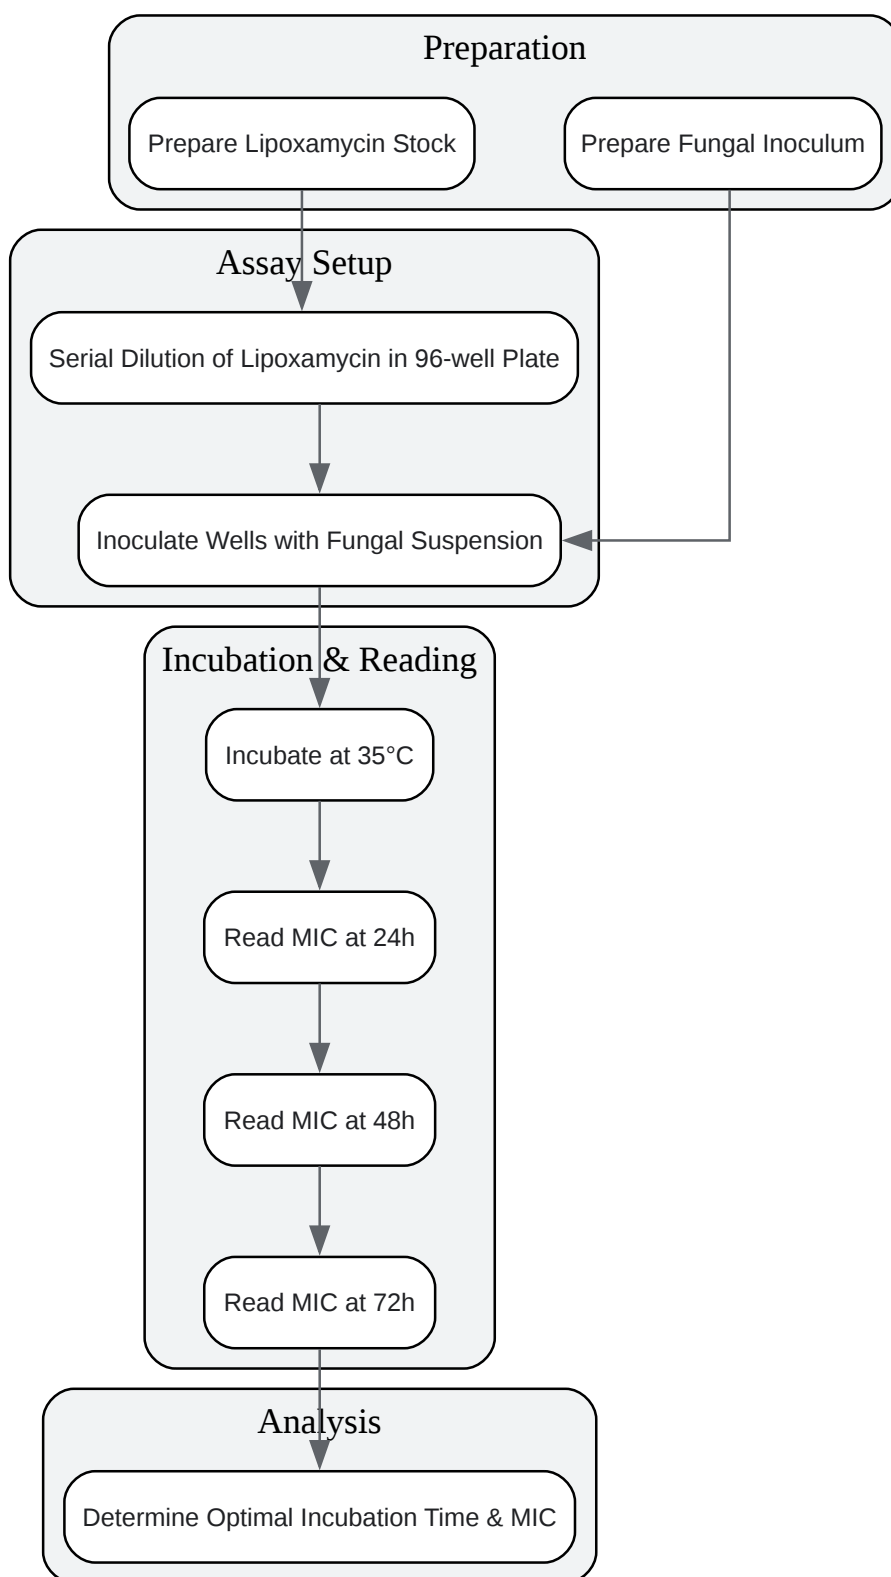 Preparation
Prepare Lipoxamycin Stock
Prepare Fungal Inoculum
Assay Setup
Serial Dilution of Lipoxamycin in 96-well Plate
Inoculate Wells with Fungal Suspension
Incubation & Reading
Incubate at 35°C
Read MIC at 24h
Read MIC at 48h
Read MIC at 72h
Analysis
Determine Optimal Incubation Time & MIC